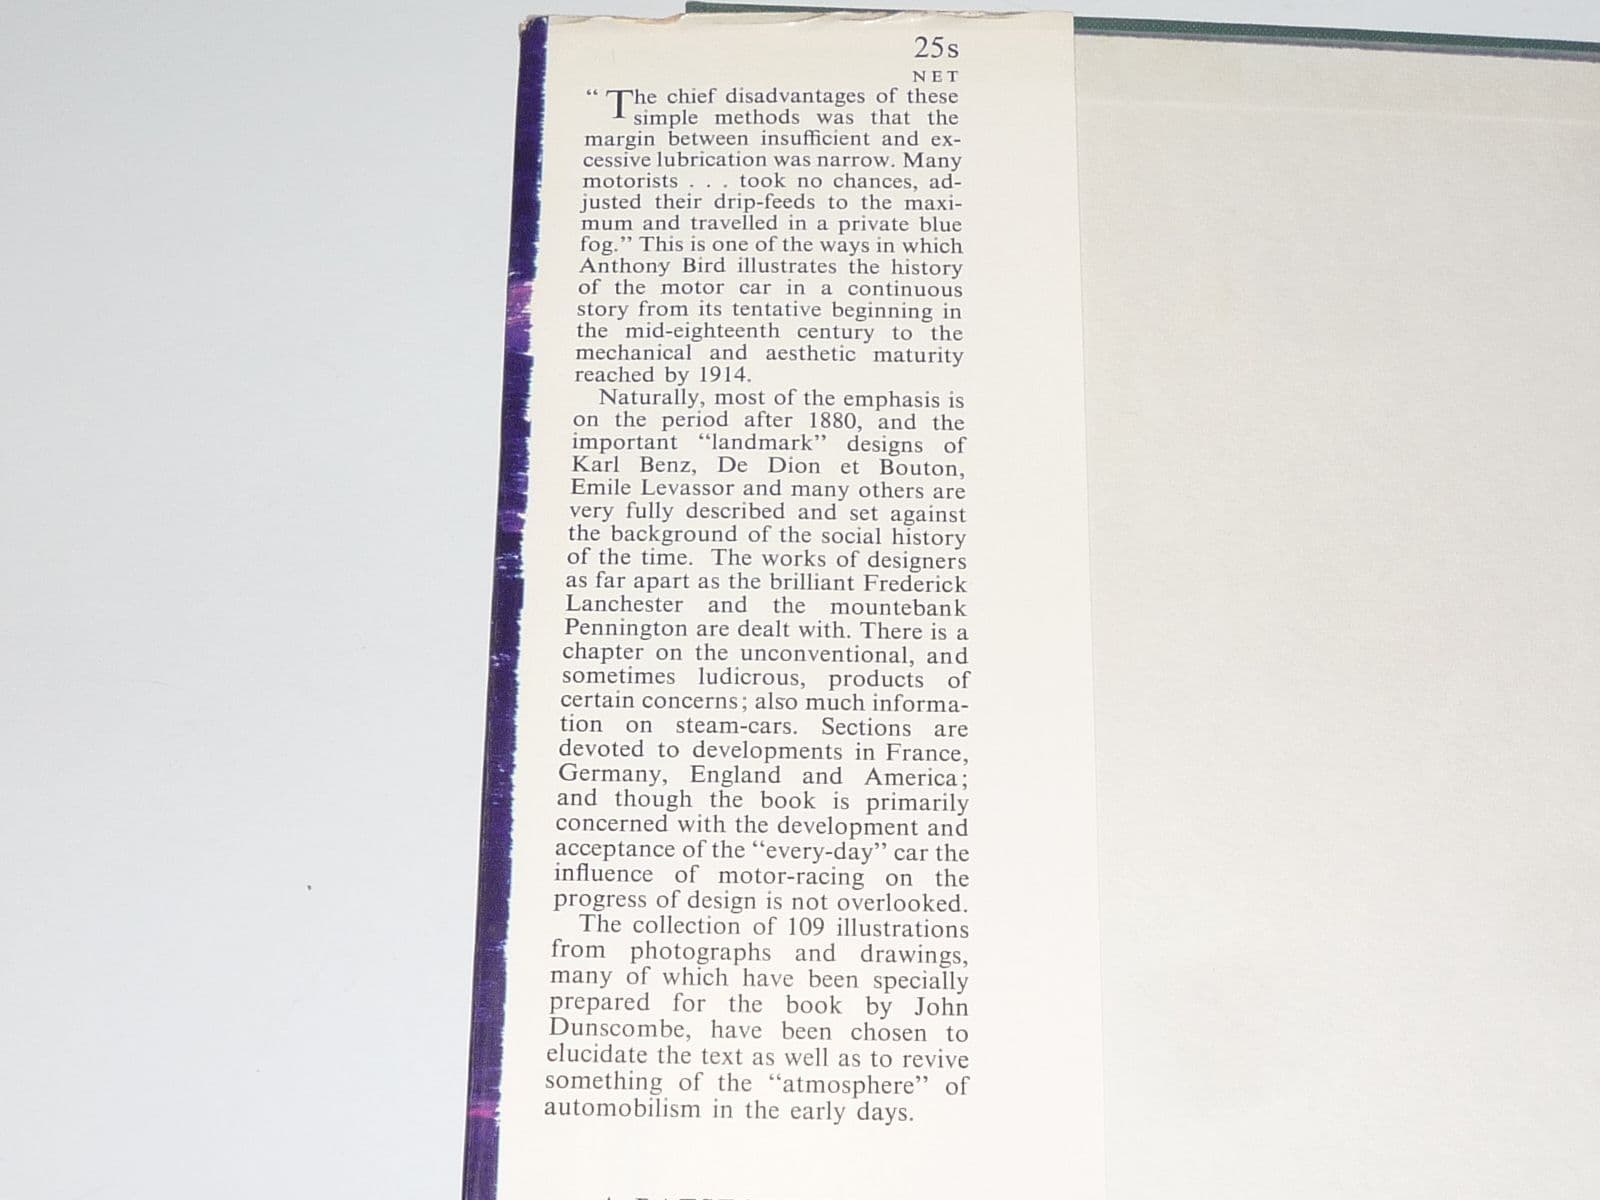 25s
NET
“The chief disadvantages of these
simple methods was that the
margin between insufficient and ex-
cessive lubrication was narrow. Many
motorists . . . took no chances, ad-
justed their drip-feeds to the maxi-
mum and travelled in a private blue
fog.” This is one of the ways in which
Anthony Bird illustrates the history
of the motor car in a continuous
story from its tentative beginning in
the mid-eighteenth century to the
mechanical and aesthetic maturity
reached by 1914.
Naturally, most of the emphasis is
on the period after 1880, and the
important “landmark” designs of
Karl Benz, De Dion et Bouton,
Emile Levassor and many others are
very fully described and set against
the background of the social history
of the time. The works of designers
as far apart as the brilliant Frederick
Lanchester and the mountebank
Pennington are dealt with. There is a
chapter on the unconventional, and
sometimes ludicrous, products of
certain concerns; also much informa-
tion on steam-cars. Sections are
devoted to developments in France,
Germany, England and America;
and though the book is primarily
concerned with the development and
acceptance of the “every-day” car the
influence of motor-racing on the
progress of design is not overlooked.
The collection of 109 illustrations
from photographs and drawings,
many of which have been specially
prepared for the book by John
Dunscombe, have been chosen to
elucidate the text as well as to revive
something of the “atmosphere” of
automobilism in the early days.